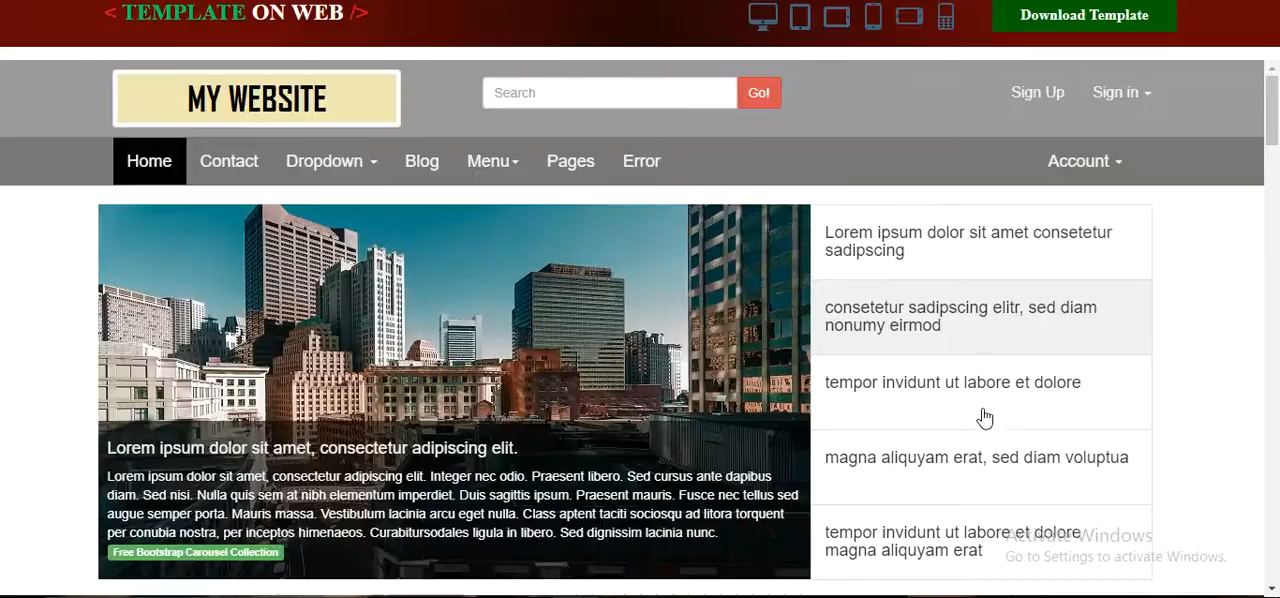 < TEMPLATE ON WEB />
Download Template
MY WEBSITE
Search
Go!
Sign Up
Sign in
Home
Contact
Dropdown
Blog
Menu
Pages
Error
Account
Lorem ipsum dolor sit amet, consectetur adipiscing elit.
Lorem ipsum dolor sit amet, consectetur adipiscing elit. Integer nec odio. Praesent libero. Sed cursus ante dapibus
diam. Sed nisi. Nulla quis sem at nibh elementum imperdiet. Duis sagittis ipsum. Praesent mauris. Fusce nec tellus sed
augue semper porta. Mauris massa. Vestibulum lacinia arcu eget nulla. Class aptent taciti sociosqu ad litora torquent
per conubia nostra, per inceptos himenaeos. Curabitursodales ligula in libero. Sed dignissim lacinia nunc.
Free Bootstrap Carousel Collection
Lorem ipsum dolor sit amet consetetur
sadipscing
consetetur sadipscing elitr, sed diam
nonumy eirmod
tempor invidunt ut labore et dolore
magna aliquyam erat, sed diam voluptua
tempor invidunt ut labore et dolore
magna aliquyam erat
Activate Windows
Go to Settings to activate Windows.